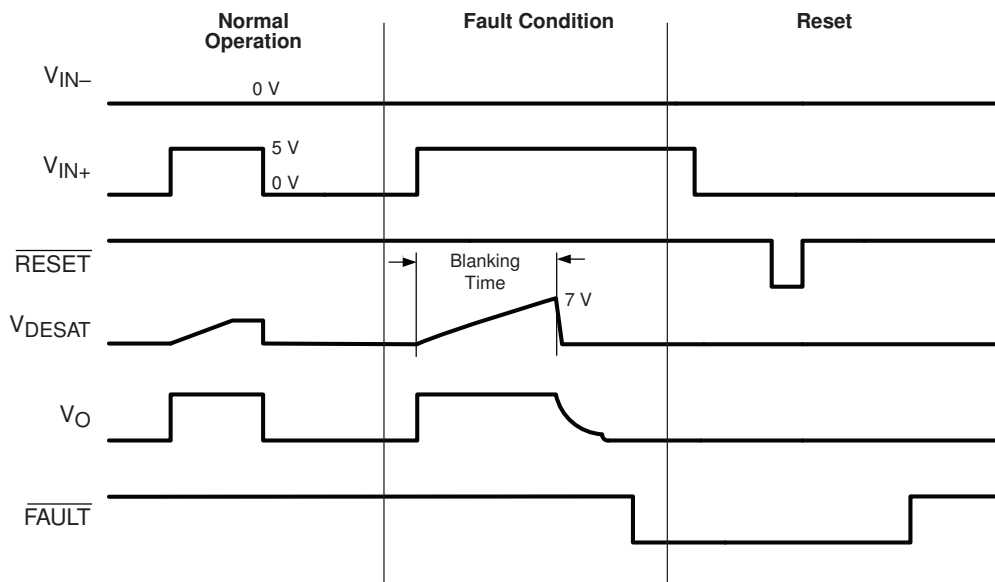 Normal
Operation
Fault Condition
Reset
VIN–
0 V
VIN+
5 V
0 V
RESET
Blanking
Time
VDESAT
7 V
VO
FAULT